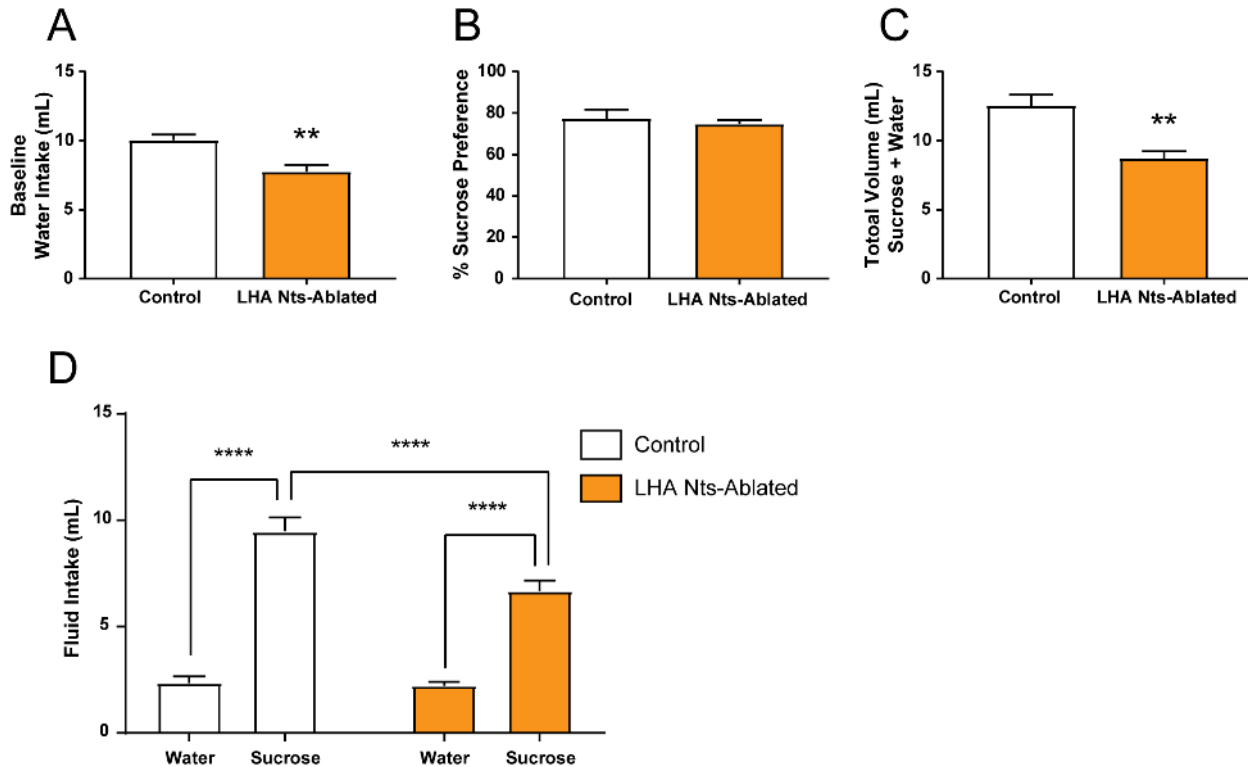 A
Baseline
Water Intake (mL)
15
10
5
0
**
Control
LHA Nts-Ablated
B
% Sucrose Preference
100
80
60
40
20
0
Control
LHA Nts-Ablated
C
Totoal Volume (mL)
Sucrose + Water
15
10
5
0
**
Control
LHA Nts-Ablated
D
Fluid Intake (mL)
15
10
5
0
****
****
****
Water
Sucrose
Water
Sucrose
Control
LHA Nts-Ablated